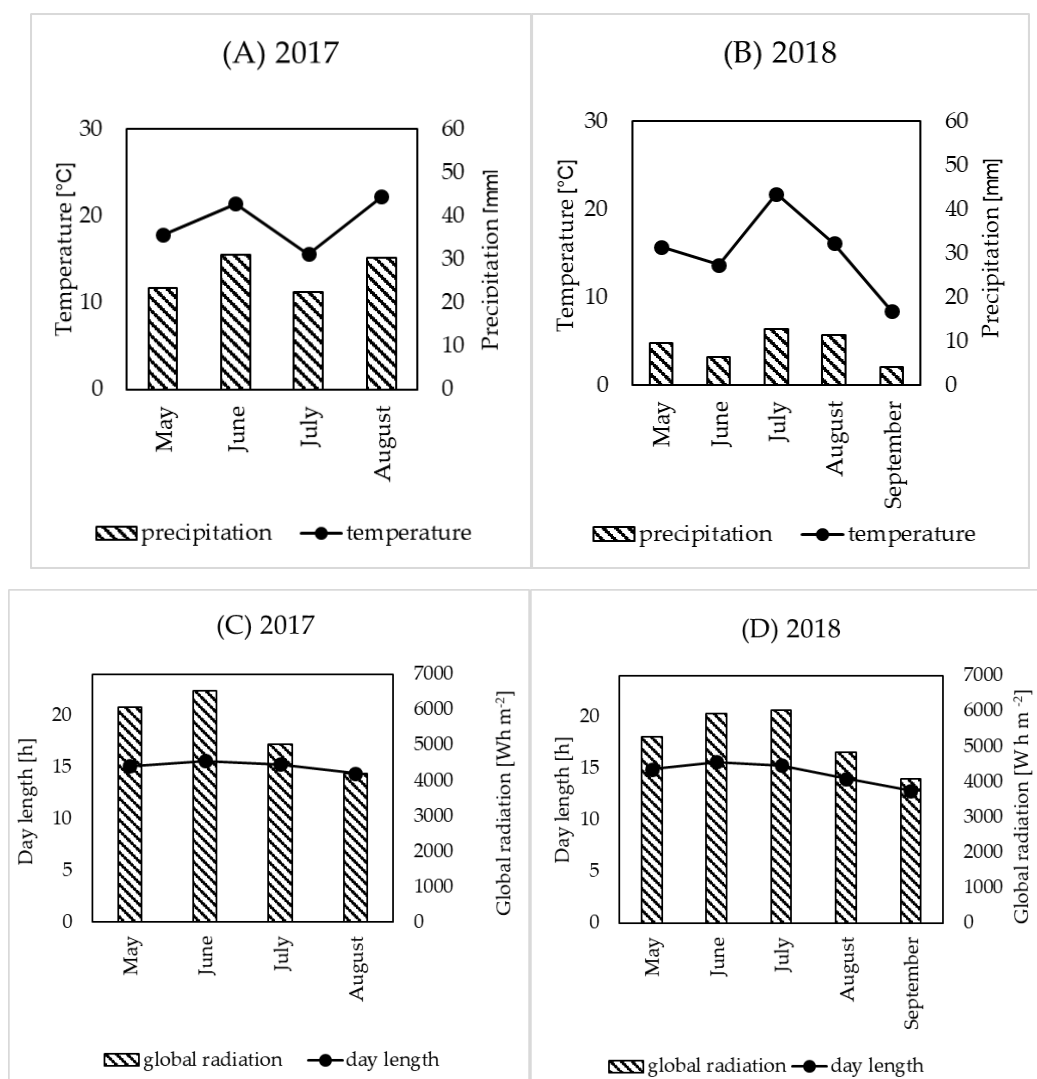 (A) 2017
Temperature [°C]
30
20
10
0
60
50
40
30
20
10
0
Precipitation [mm]
May
June
July
August
precipitation
temperature
(B) 2018
Temperature [°C]
30
20
10
0
60
50
40
30
20
10
0
Precipitation [mm]
May
June
July
August
September
precipitation
temperature
(C) 2017
Day length [h]
20
15
10
5
0
7000
6000
5000
4000
3000
2000
1000
0
Global radiation [Wh m⁻²]
May
June
July
August
global radiation
day length
(D) 2018
Day length [h]
20
15
10
5
0
7000
6000
5000
4000
3000
2000
1000
0
Global radiation [Wh m⁻²]
May
June
July
August
September
global radiation
day length